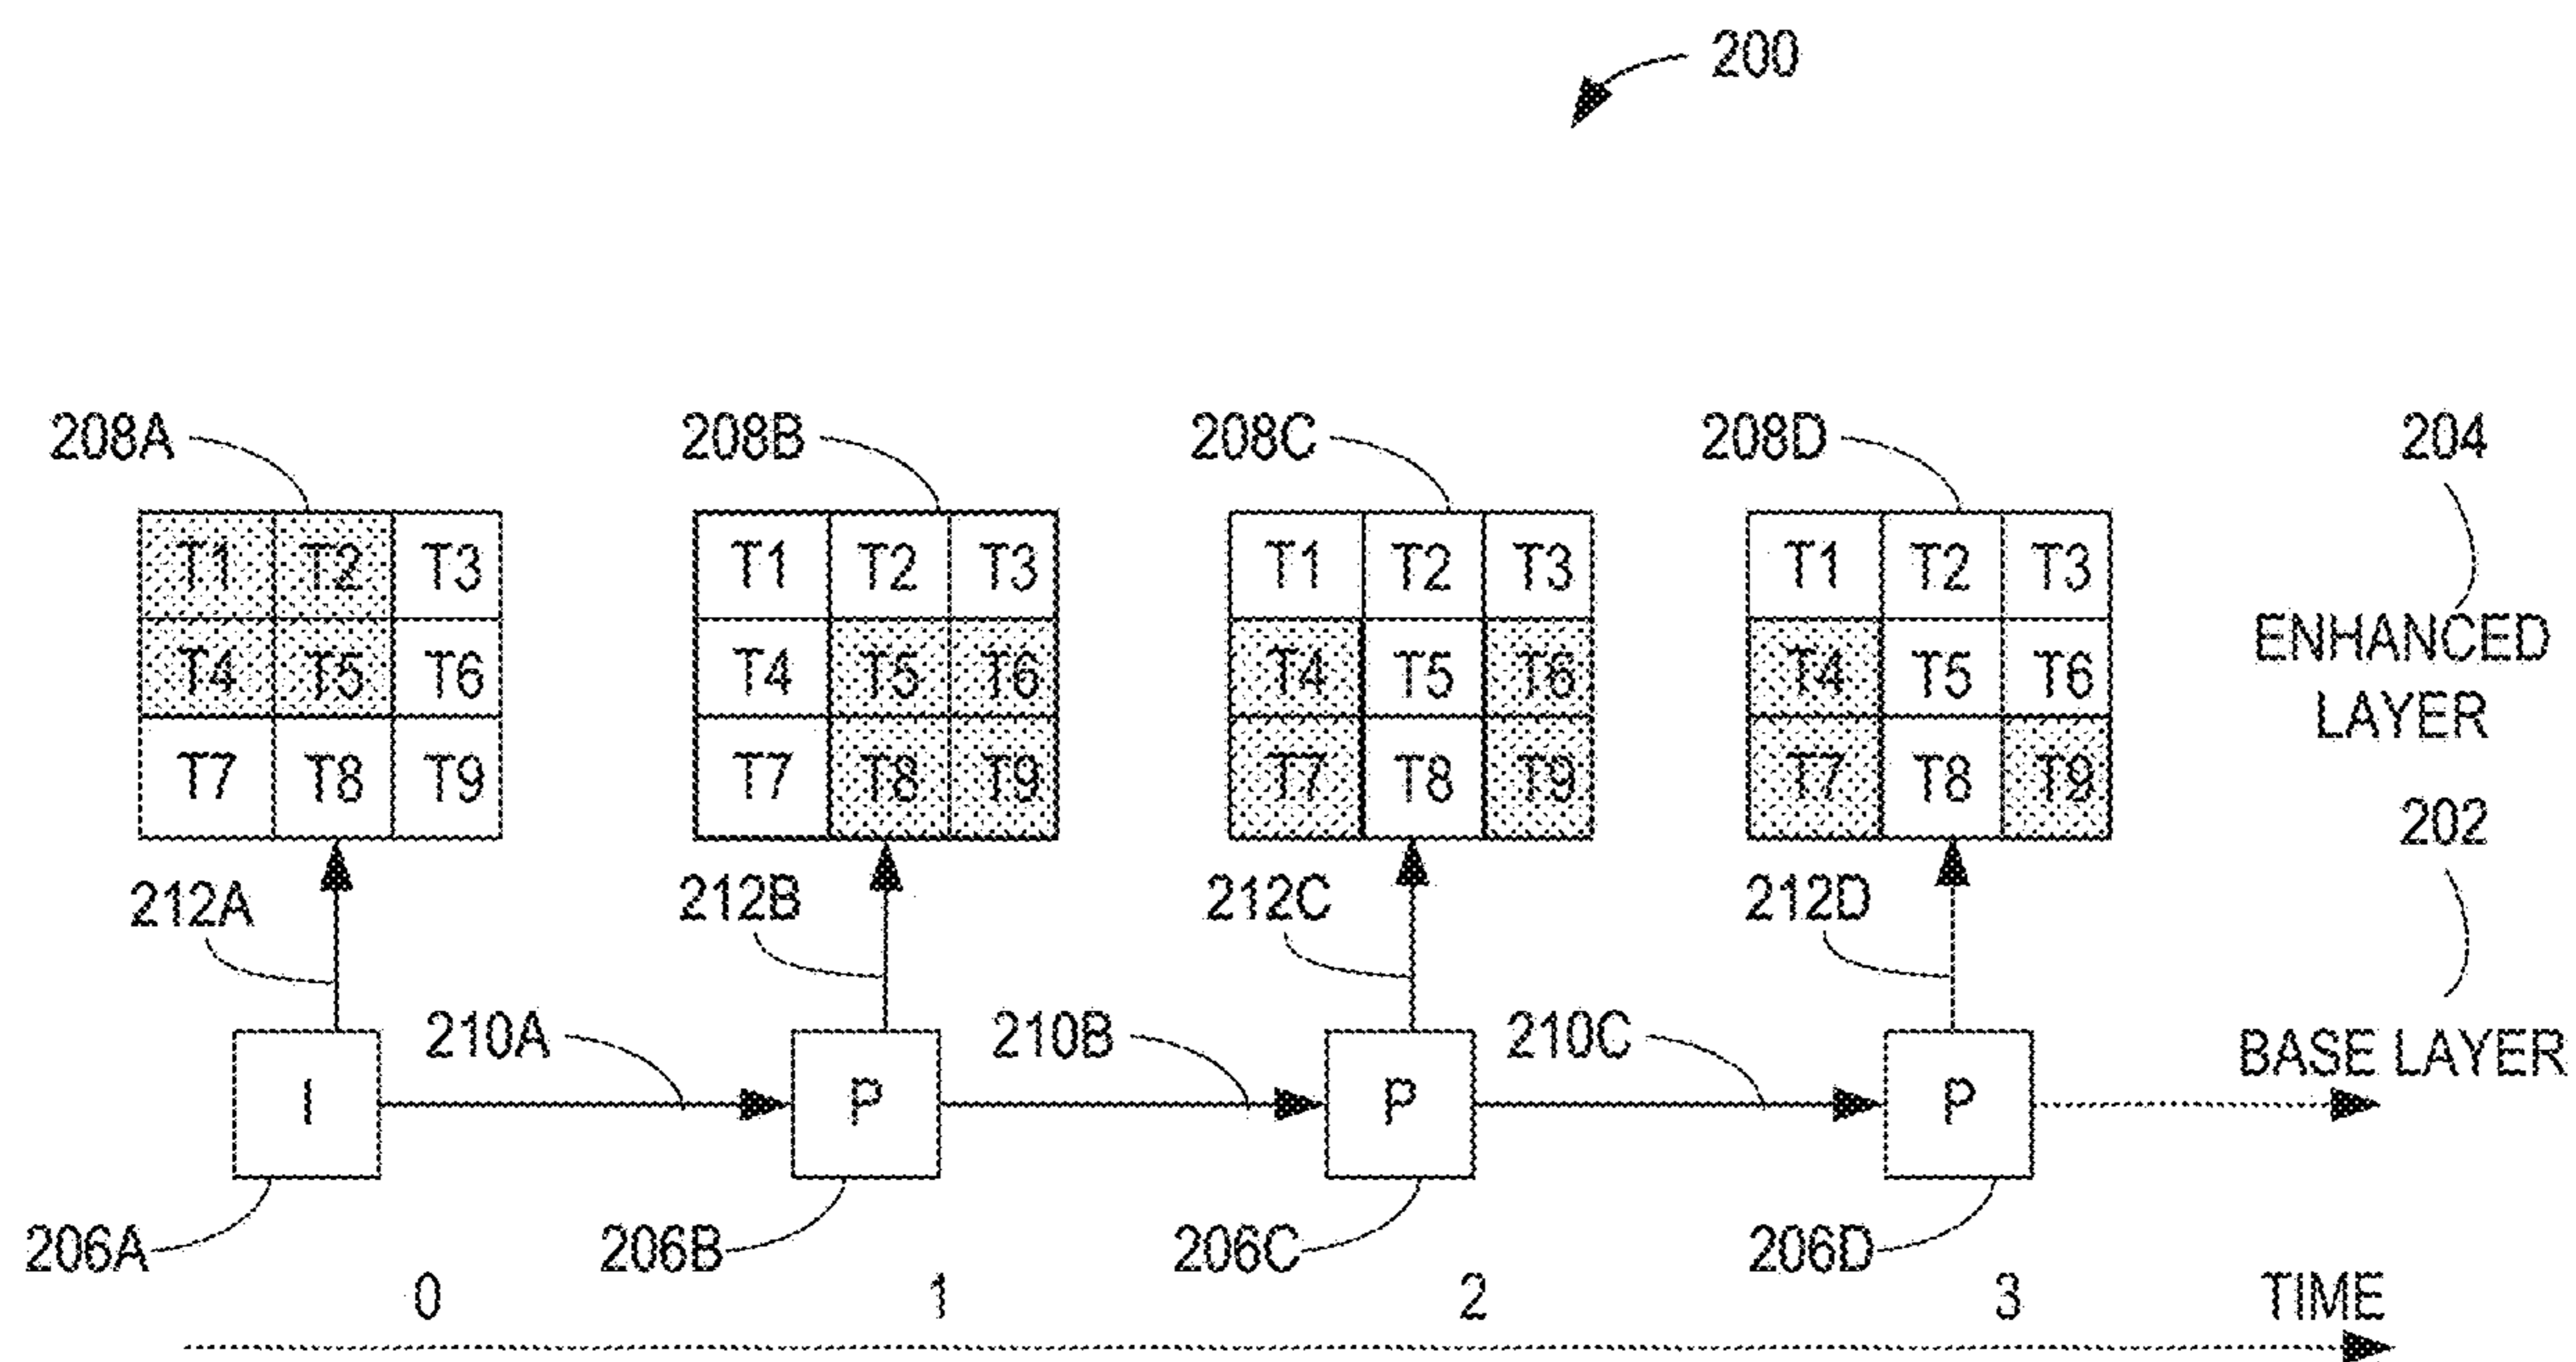 200
208A 208B 208C 208D 204
T1 T2 T3 T1 T2 T3 T1 T2 T3 T1 T2 T3
T4 T5 T6 T4 T5 T6 T4 T5 T6 T4 T5 T6
ENHANCED
LAYER
T7 T8 T9 T7 T8 T9 T7 T8 T9 T7 T8 T9
202
212A 212B 212C 212D
210A 210B 210C
BASE LAYER
I P P P
206A 206B 206C 206D
0 1 2 3 TIME